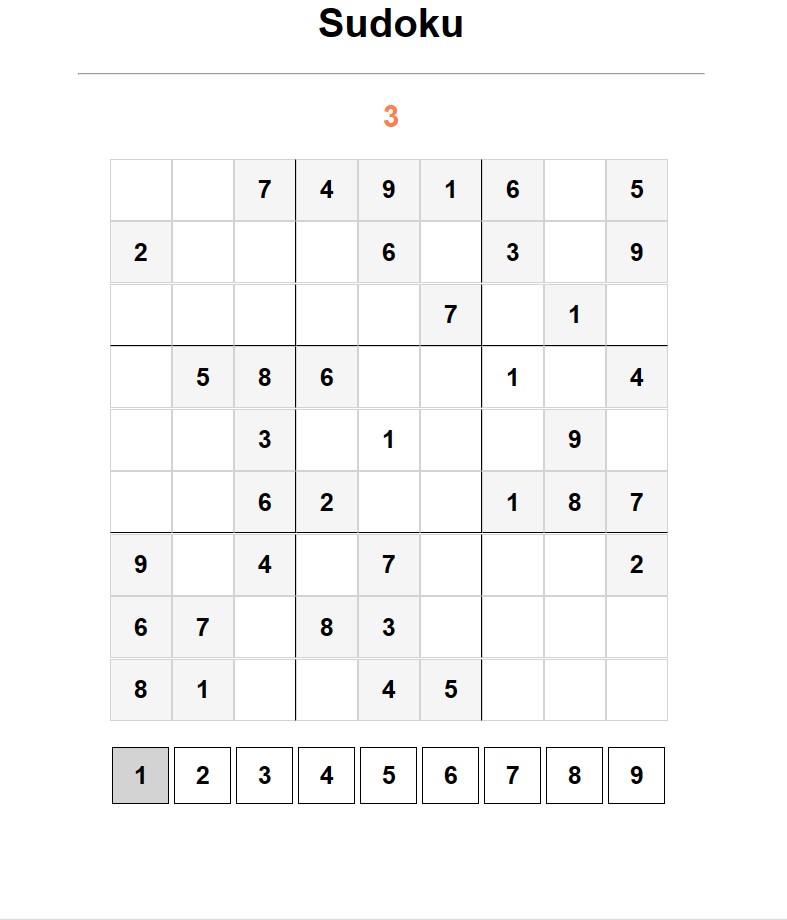 Sudoku
3
7 4 9 1 6 5
2 6 3 9
7 1
5 8 6 1 4
3 1 9
6 2 1 8 7
9 4 7 2
6 7 8 3
8 1 4 5
1 2 3 4 5 6 7 8 9